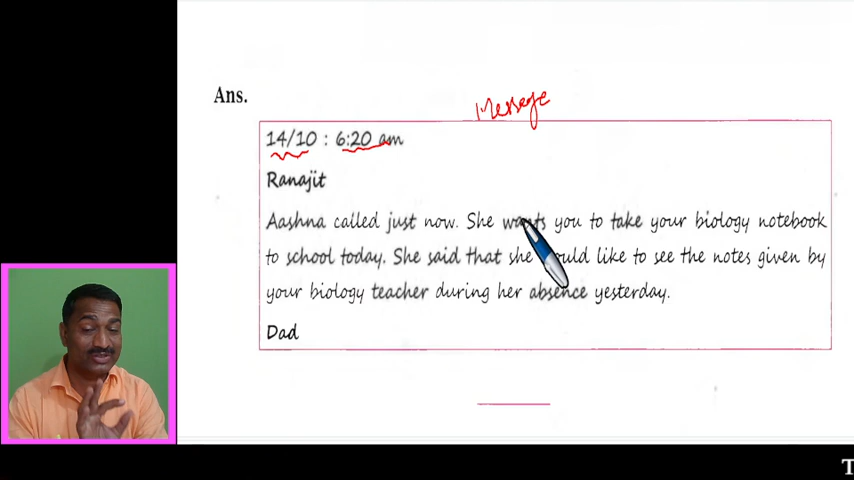 Message
Ans.
14/10 : 6:20 am
Ranajit
Aashna called just now. She wants you to take your biology notebook
to school today. She said that she would like to see the notes given by
your biology teacher during her absence yesterday.
Dad
T